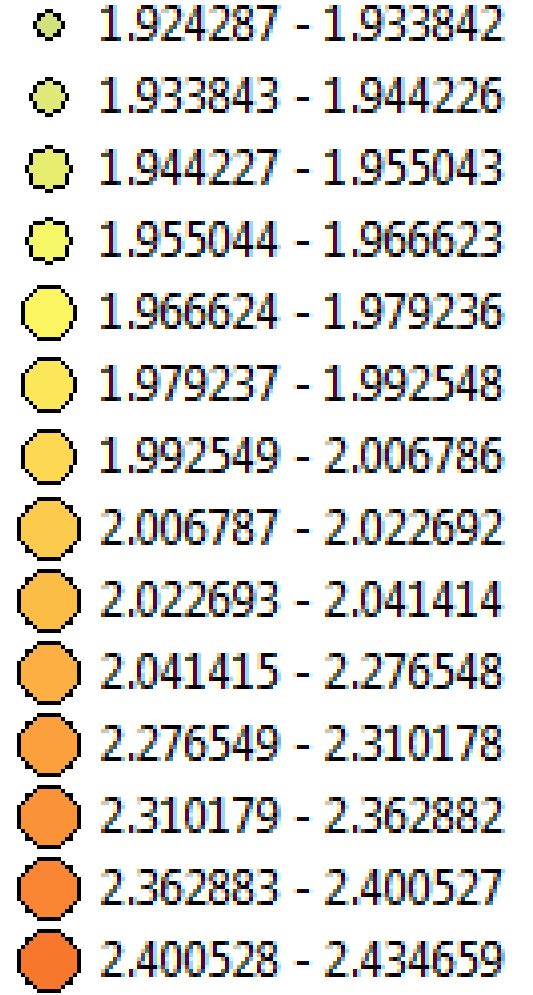 1.924287 - 1.933842
1.933843 - 1.944226
1.944227 - 1.955043
1.955044 - 1.966623
1.966624 - 1.979236
1.979237 - 1.992548
1.992549 - 2.006786
2.006787 - 2.022692
2.022693 - 2.041414
2.041415 - 2.276548
2.276549 - 2.310178
2.310179 - 2.362882
2.362883 - 2.400527
2.400528 - 2.434659